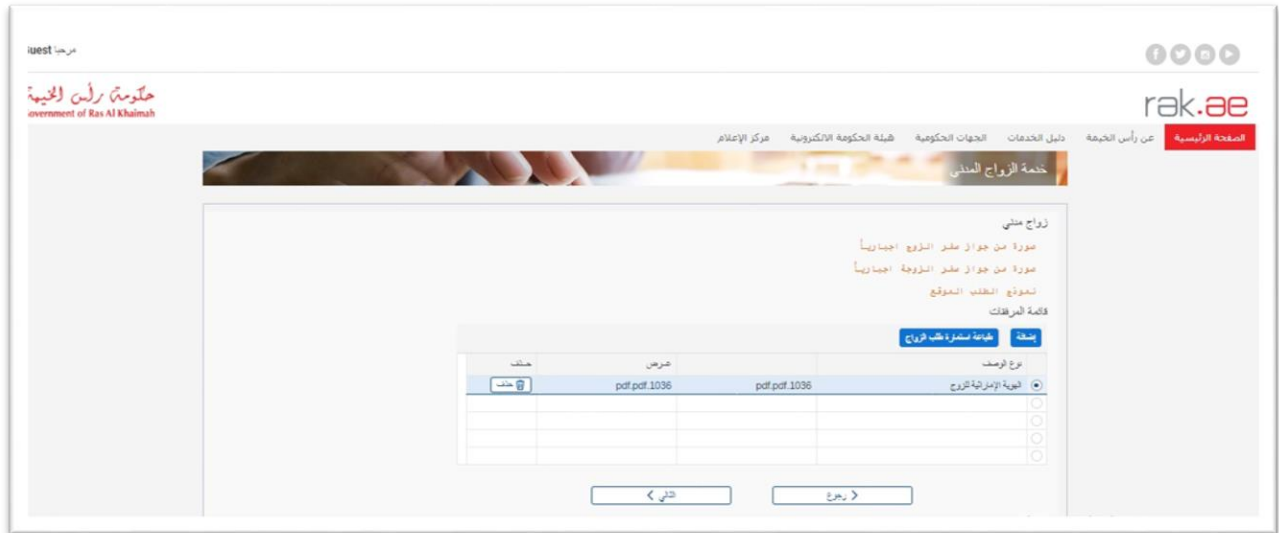 مرحبا Guest
حكومة رأس الخيمة
Government of Ras Al Khaimah
rak.ae
الصفحة الرئيسية عن رأس الخيمة دليل الخدمات الجهات الحكومية هيئة الحكومة الالكترونية مركز الإعلام
خدمة الزواج المدني
زواج مدني
صورة من جواز سفر الزوج اجبارياً
صورة من جواز سفر الزوجة اجبارياً
نموذج الطلب الموقع
قائمة المرفقات
إضافة طباعة استمارة طلب الزواج
نوع الوصف عرض حذف
الهوية الإماراتية للزوج pdf.pdf.1036 pdf.pdf.1036 حذف
رجوع التالي